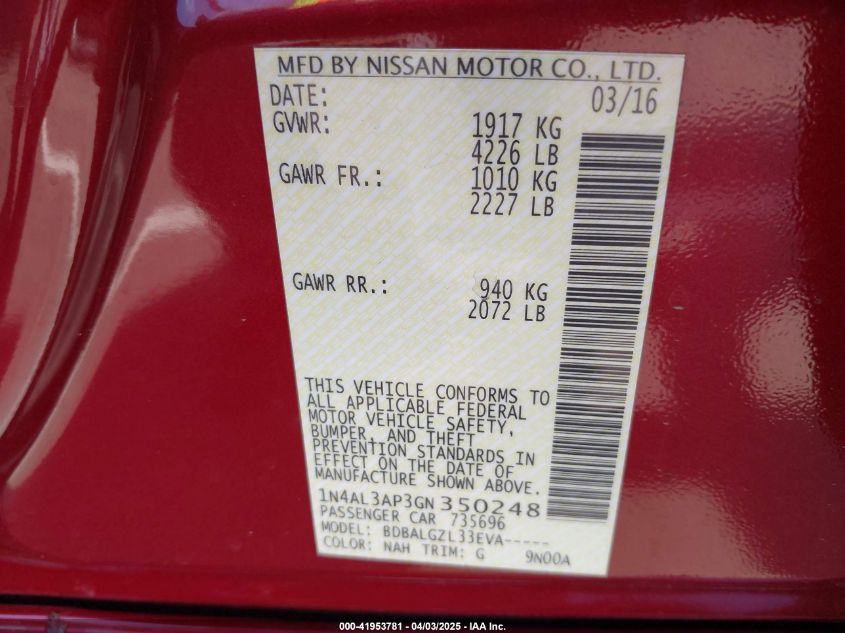 MFD BY NISSAN MOTOR CO., LTD.
DATE: 03/16
GVWR: 1917 KG
4226 LB
GAWR FR.: 1010 KG
2227 LB
GAWR RR.: 940 KG
2072 LB
THIS VEHICLE CONFORMS TO
ALL APPLICABLE FEDERAL
MOTOR VEHICLE SAFETY,
BUMPER, AND THEFT
PREVENTION STANDARDS IN
EFFECT ON THE DATE OF
MANUFACTURE SHOWN ABOVE.
1N4AL3AP3GN350248
PASSENGER CAR 735696
MODEL: BDBALGZL33EVA-----
COLOR: NAH TRIM: G 9N00A
000-41953781 - 04/03/2025 - IAA Inc.